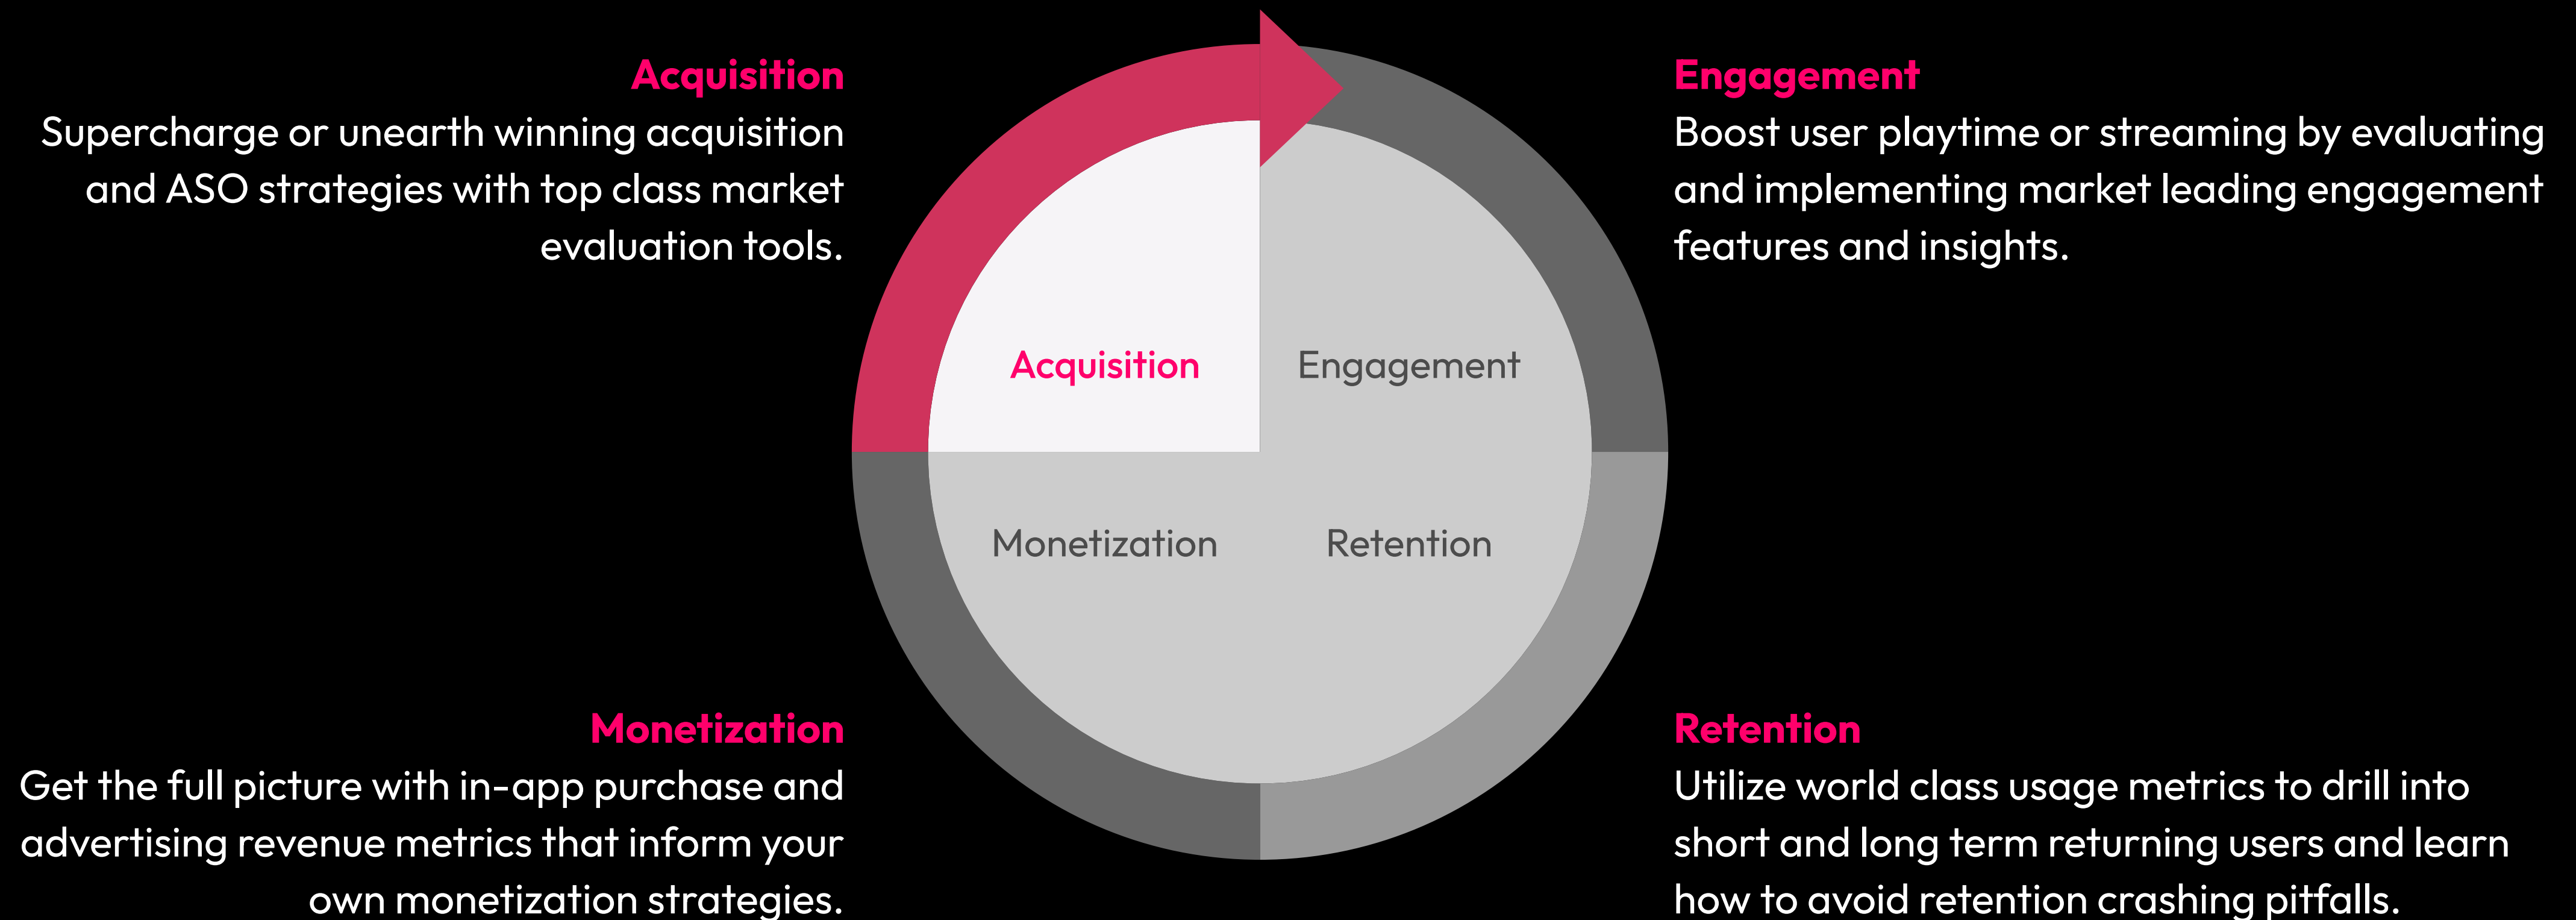 Acquisition
Supercharge or unearth winning acquisition
and ASO strategies with top class market
evaluation tools.
Engagement
Boost user playtime or streaming by evaluating
and implementing market leading engagement
features and insights.
Acquisition
Engagement
Monetization
Retention
Monetization
Get the full picture with in-app purchase and
advertising revenue metrics that inform your
own monetization strategies.
Retention
Utilize world class usage metrics to drill into
short and long term returning users and learn
how to avoid retention crashing pitfalls.